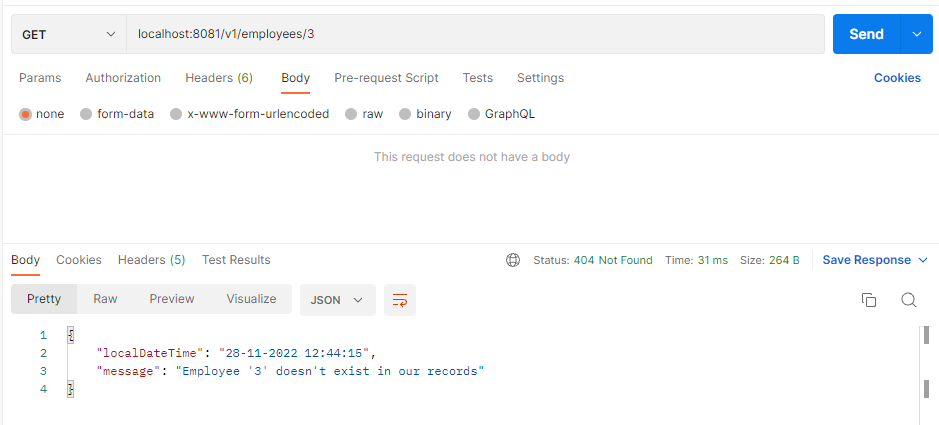 GET localhost:8081/v1/employees/3 Send
Params Authorization Headers (6) Body Pre-request Script Tests Settings Cookies
none form-data x-www-form-urlencoded raw binary GraphQL
This request does not have a body
Body Cookies Headers (5) Test Results Status: 404 Not Found Time: 31 ms Size: 264 B Save Response
Pretty Raw Preview Visualize JSON
1 {
2 "localDateTime": "28-11-2022 12:44:15",
3 "message": "Employee '3' doesn't exist in our records"
4 }